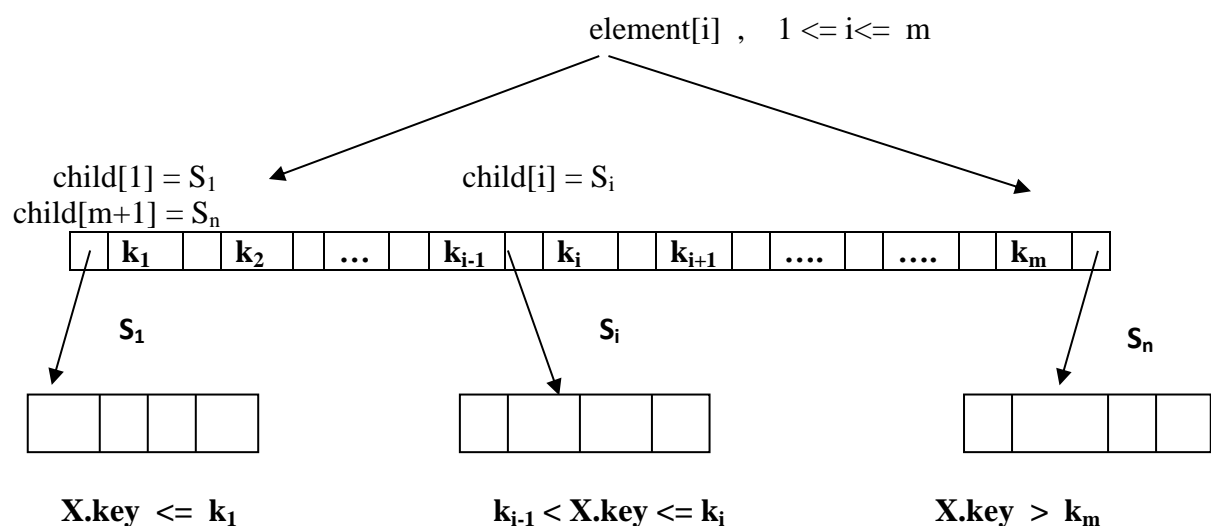 element[i] , 1 <= i<= m
child[1] = S₁ child[i] = Sᵢ
child[m+1] = Sₙ
k₁ k₂ … kᵢ₋₁ kᵢ kᵢ₊₁ …. …. kₘ
S₁ Sᵢ Sₙ
X.key <= k₁ kᵢ₋₁ < X.key <= kᵢ X.key > kₘ